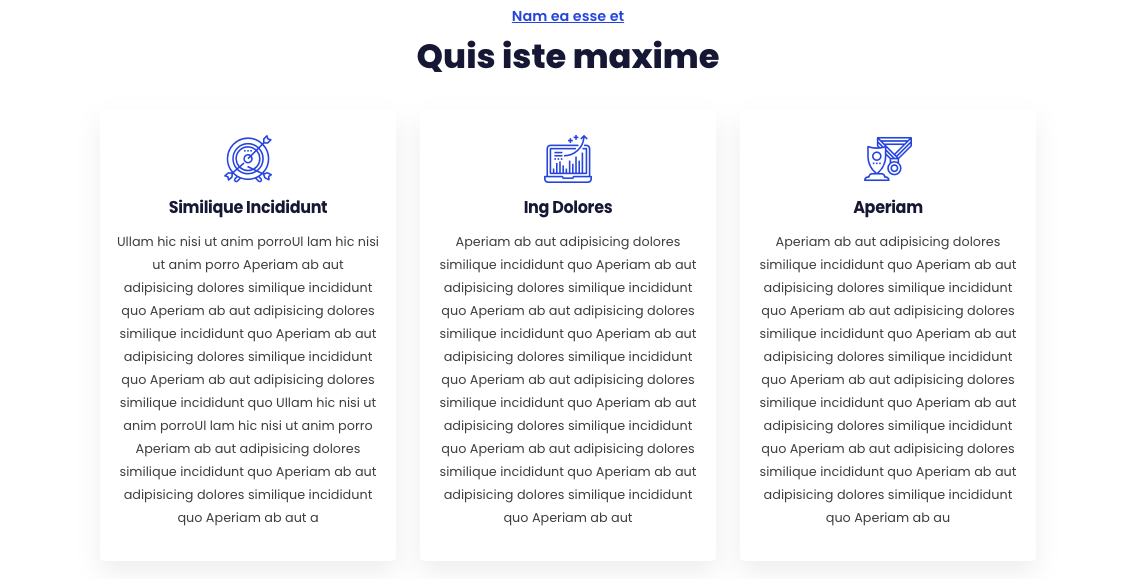 Nam ea esse et
Quis iste maxime
Similique Incididunt
Ullam hic nisi ut anim porroUl lam hic nisi
ut anim porro Aperiam ab aut
adipisicing dolores similique incididunt
quo Aperiam ab aut adipisicing dolores
similique incididunt quo Aperiam ab aut
adipisicing dolores similique incididunt
quo Aperiam ab aut adipisicing dolores
similique incididunt quo Ullam hic nisi ut
anim porroUl lam hic nisi ut anim porro
Aperiam ab aut adipisicing dolores
similique incididunt quo Aperiam ab aut
adipisicing dolores similique incididunt
quo Aperiam ab aut a
Ing Dolores
Aperiam ab aut adipisicing dolores
similique incididunt quo Aperiam ab aut
adipisicing dolores similique incididunt
quo Aperiam ab aut adipisicing dolores
similique incididunt quo Aperiam ab aut
adipisicing dolores similique incididunt
quo Aperiam ab aut adipisicing dolores
similique incididunt quo Aperiam ab aut
adipisicing dolores similique incididunt
quo Aperiam ab aut adipisicing dolores
similique incididunt quo Aperiam ab aut
adipisicing dolores similique incididunt
quo Aperiam ab aut
Aperiam
Aperiam ab aut adipisicing dolores
similique incididunt quo Aperiam ab aut
adipisicing dolores similique incididunt
quo Aperiam ab aut adipisicing dolores
similique incididunt quo Aperiam ab aut
adipisicing dolores similique incididunt
quo Aperiam ab aut adipisicing dolores
similique incididunt quo Aperiam ab aut
adipisicing dolores similique incididunt
quo Aperiam ab aut adipisicing dolores
similique incididunt quo Aperiam ab aut
adipisicing dolores similique incididunt
quo Aperiam ab au